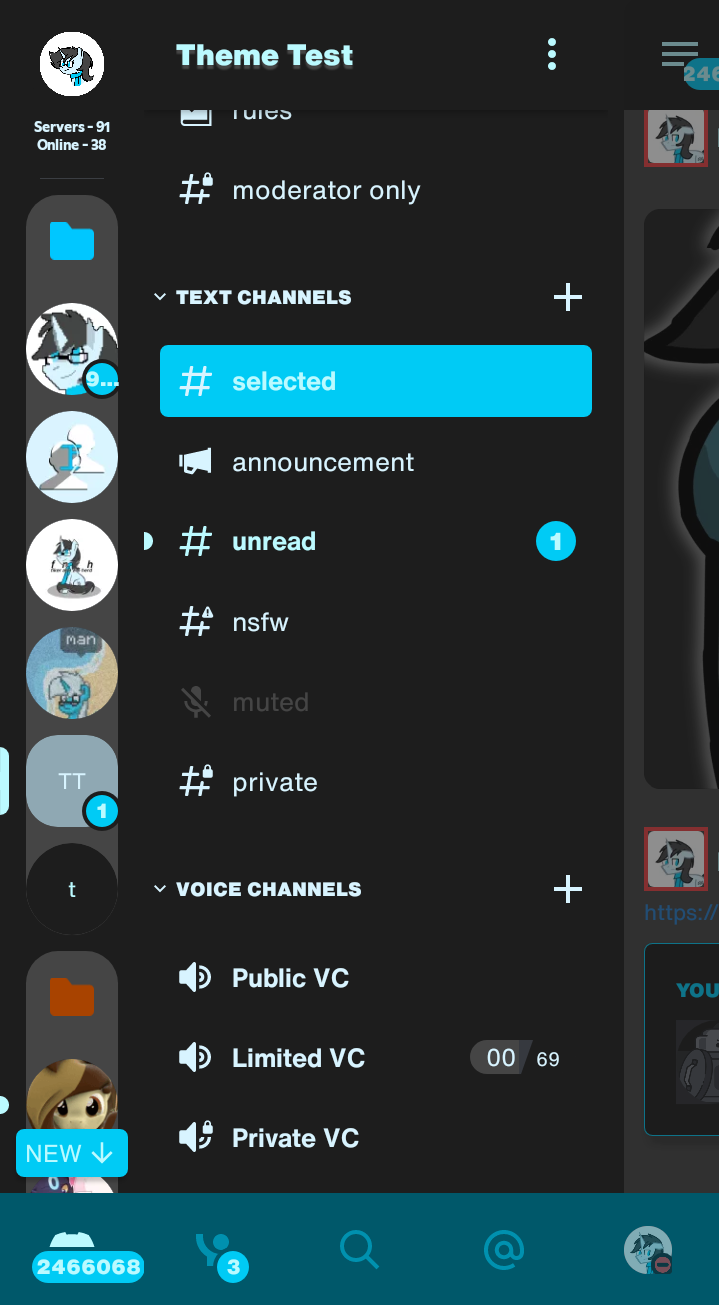 Theme Test
246
Servers - 91
Online - 38
rules
moderator only
TEXT CHANNELS
selected
9...
announcement
unread
1
nsfw
man
muted
TT
private
1
t
VOICE CHANNELS
https://
Public VC
YOU
Limited VC
00
69
Private VC
NEW
2466068
3